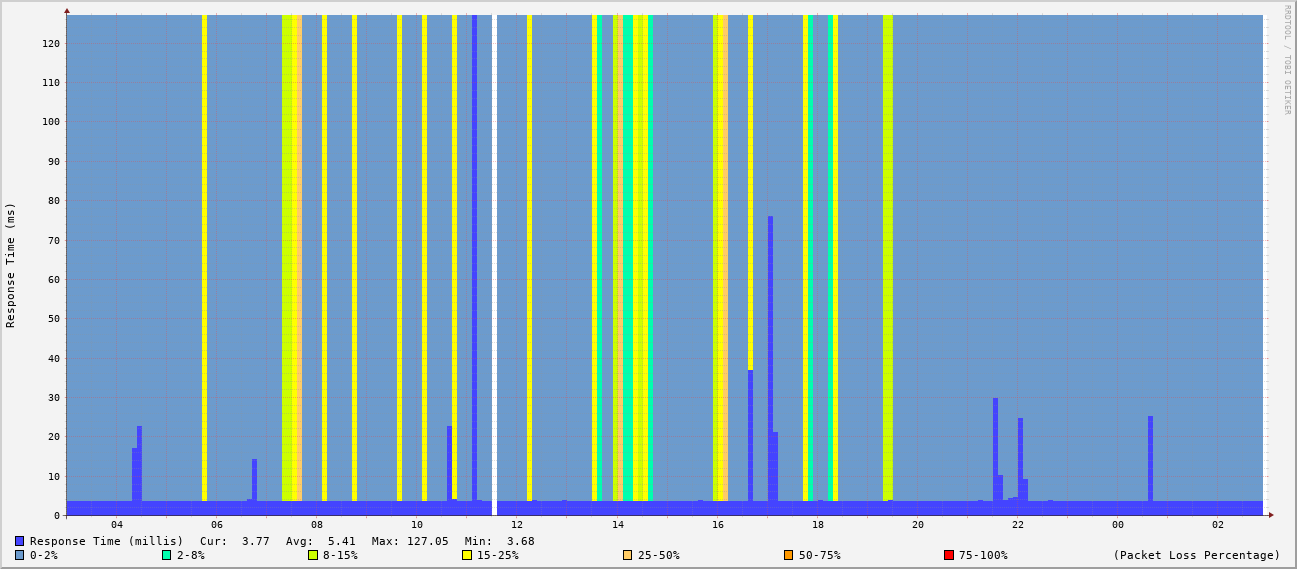 RRDTOOL / TOBI OETIKER
Response Time (ms)
120
110
100
90
80
70
60
50
40
30
20
10
0
04 06 08 10 12 14 16 18 20 22 00 02
Response Time (millis) Cur: 3.77 Avg: 5.41 Max: 127.05 Min: 3.68
0-2% 2-8% 8-15% 15-25% 25-50% 50-75% 75-100% (Packet Loss Percentage)